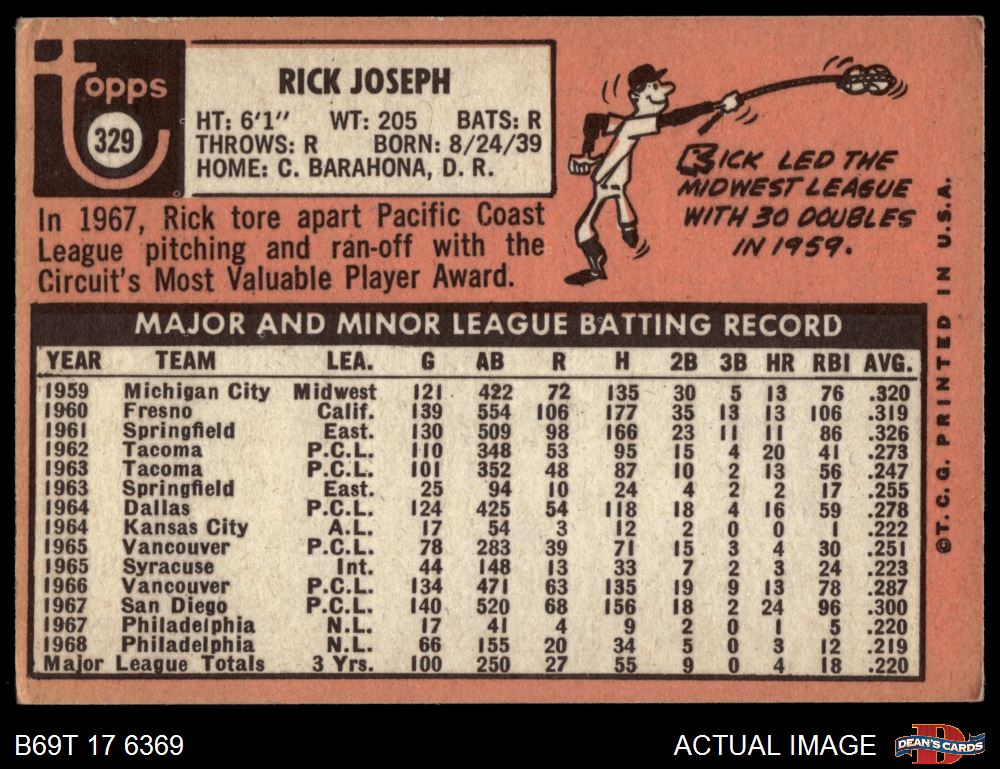 topps
329
RICK JOSEPH
HT: 6'1" WT: 205 BATS: R
THROWS: R BORN: 8/24/39
HOME: C. BARAHONA, D. R.
RICK LED THE
MIDWEST LEAGUE
WITH 30 DOUBLES
IN 1959.
In 1967, Rick tore apart Pacific Coast
League pitching and ran-off with the
Circuit's Most Valuable Player Award.
MAJOR AND MINOR LEAGUE BATTING RECORD
YEAR TEAM LEA. G AB R H 2B 3B HR RBI AVG.
1959 Michigan City Midwest 121 422 72 135 30 5 13 76 .320
1960 Fresno Calif. 139 554 106 177 35 13 13 106 .319
1961 Springfield East. 130 509 98 166 23 11 11 86 .326
1962 Tacoma P.C.L. 110 348 53 95 15 4 20 41 .273
1963 Tacoma P.C.L. 101 352 48 87 10 2 13 56 .247
1963 Springfield East. 25 94 10 24 4 2 2 17 .255
1964 Dallas P.C.L. 124 425 54 118 18 4 16 59 .278
1964 Kansas City A.L. 17 54 3 12 2 0 0 1 .222
1965 Vancouver P.C.L. 78 283 39 71 15 3 4 30 .251
1965 Syracuse Int. 44 148 13 33 7 2 3 24 .223
1966 Vancouver P.C.L. 134 471 63 135 19 9 13 78 .287
1967 San Diego P.C.L. 140 520 68 156 18 2 24 96 .300
1967 Philadelphia N.L. 17 41 4 9 2 0 1 5 .220
1968 Philadelphia N.L. 66 155 20 34 5 0 3 12 .219
Major League Totals 3 Yrs. 100 250 27 55 9 0 4 18 .220
©T.C.G. PRINTED IN U.S.A.
B69T 17 6369
ACTUAL IMAGE
D
DEAN'S CARDS